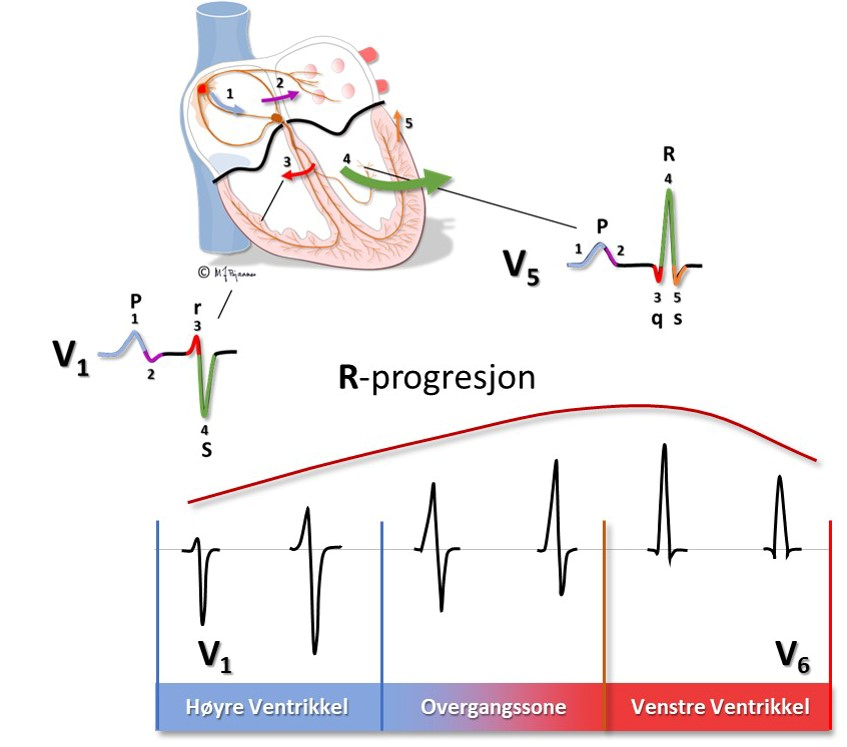 1
2
3
4
5
© M
R
4
P
1
2
V5
3 5
q s
P
1
r
3
V1
2
4
S
R-progresjon
V1
V6
Høyre Ventrikkel
Overgangssone
Venstre Ventrikkel